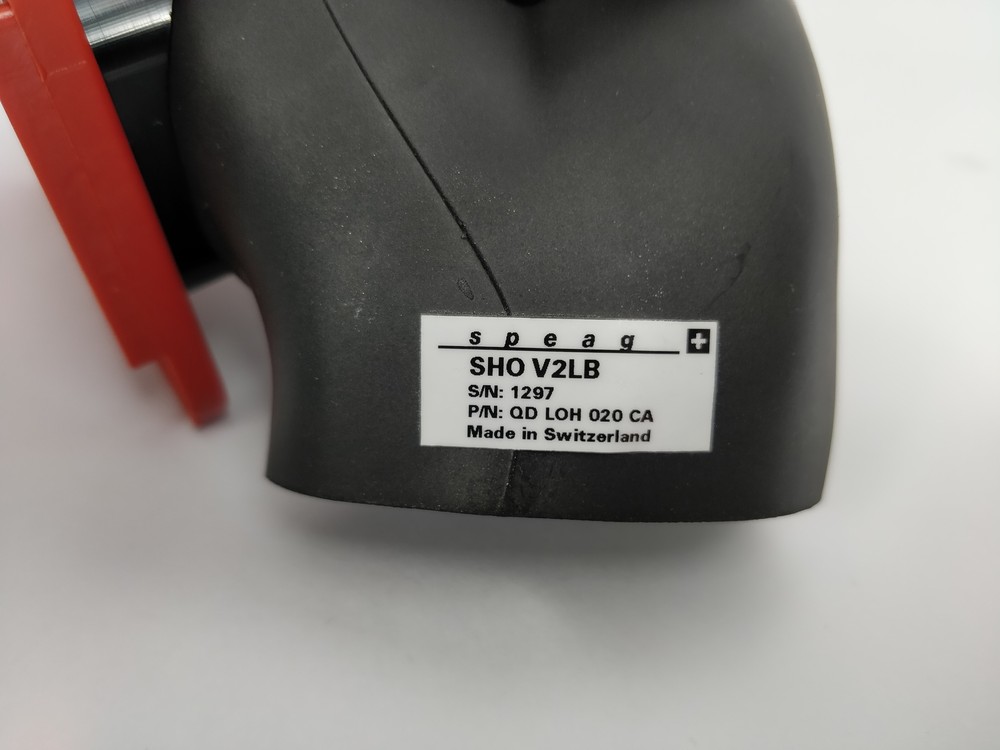 speag
SHO V2LB
S/N: 1297
P/N: QD LOH 020 CA
Made in Switzerland